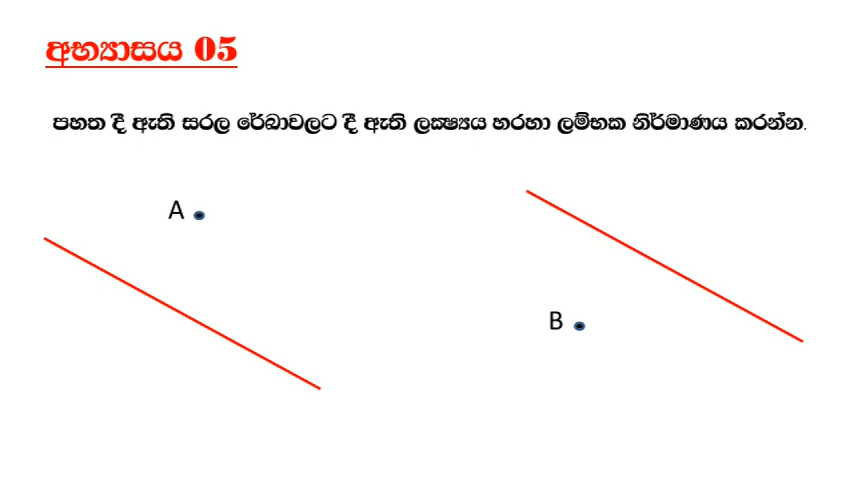 අභ්‍යාසය 05
පහත දී ඇති සරල රේඛාවලට දී ඇති ලක්‍ෂ්‍යය හරහා ලම්භක නිර්මාණය කරන්න.
A
B